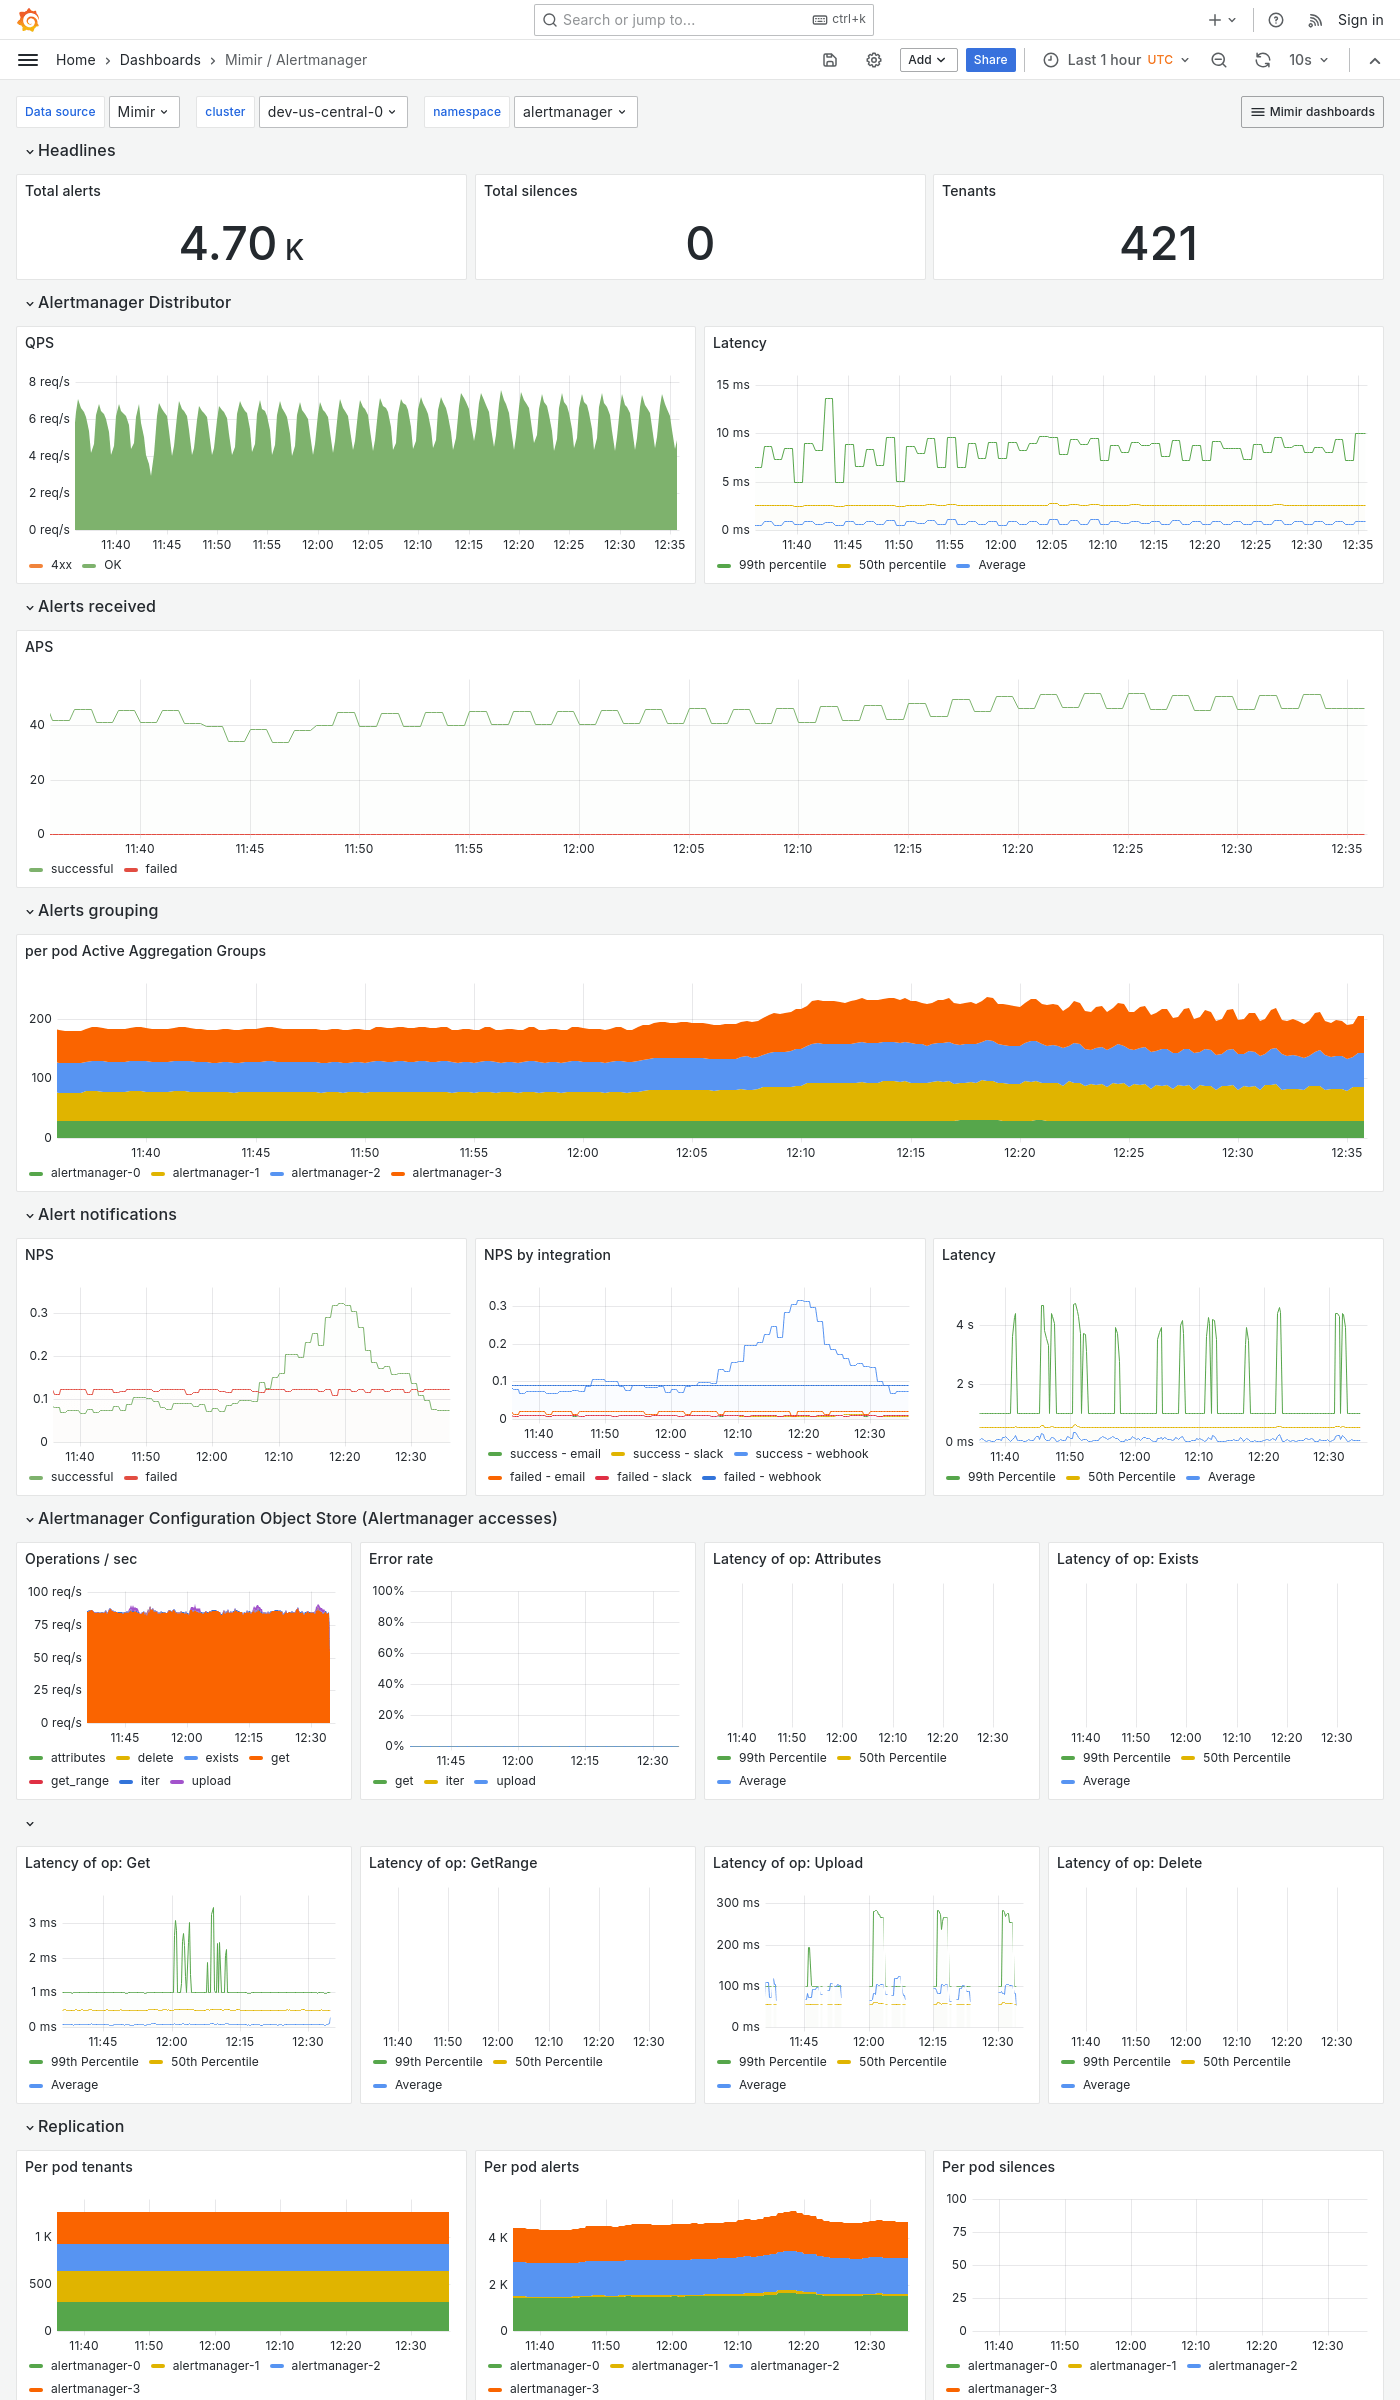 Search or jump to...
ctrl+k
Sign in
Home › Dashboards › Mimir / Alertmanager
Add
Share
Last 1 hour UTC
10s
Data source Mimir
cluster dev-us-central-0
namespace alertmanager
Mimir dashboards
Headlines
Total alerts
4.70 K
Total silences
0
Tenants
421
Alertmanager Distributor
QPS
8 req/s
6 req/s
4 req/s
2 req/s
0 req/s
11:40 11:45 11:50 11:55 12:00 12:05 12:10 12:15 12:20 12:25 12:30 12:35
4xx OK
Latency
15 ms
10 ms
5 ms
0 ms
11:40 11:45 11:50 11:55 12:00 12:05 12:10 12:15 12:20 12:25 12:30 12:35
99th percentile 50th percentile Average
Alerts received
APS
40
20
0
11:40 11:45 11:50 11:55 12:00 12:05 12:10 12:15 12:20 12:25 12:30 12:35
successful failed
Alerts grouping
per pod Active Aggregation Groups
200
100
0
11:40 11:45 11:50 11:55 12:00 12:05 12:10 12:15 12:20 12:25 12:30 12:35
alertmanager-0 alertmanager-1 alertmanager-2 alertmanager-3
Alert notifications
NPS
0.3
0.2
0.1
0
11:40 11:50 12:00 12:10 12:20 12:30
successful failed
NPS by integration
0.3
0.2
0.1
0
11:40 11:50 12:00 12:10 12:20 12:30
success - email success - slack success - webhook
failed - email failed - slack failed - webhook
Latency
4 s
2 s
0 ms
11:40 11:50 12:00 12:10 12:20 12:30
99th Percentile 50th Percentile Average
Alertmanager Configuration Object Store (Alertmanager accesses)
Operations / sec
100 req/s
75 req/s
50 req/s
25 req/s
0 req/s
11:45 12:00 12:15 12:30
attributes delete exists get
get_range iter upload
Error rate
100%
80%
60%
40%
20%
0%
11:45 12:00 12:15 12:30
get iter upload
Latency of op: Attributes
11:40 11:50 12:00 12:10 12:20 12:30
99th Percentile 50th Percentile
Average
Latency of op: Exists
11:40 11:50 12:00 12:10 12:20 12:30
99th Percentile 50th Percentile
Average
Latency of op: Get
3 ms
2 ms
1 ms
0 ms
11:45 12:00 12:15 12:30
99th Percentile 50th Percentile
Average
Latency of op: GetRange
11:40 11:50 12:00 12:10 12:20 12:30
99th Percentile 50th Percentile
Average
Latency of op: Upload
300 ms
200 ms
100 ms
0 ms
11:45 12:00 12:15 12:30
99th Percentile 50th Percentile
Average
Latency of op: Delete
11:40 11:50 12:00 12:10 12:20 12:30
99th Percentile 50th Percentile
Average
Replication
Per pod tenants
1 K
500
0
11:40 11:50 12:00 12:10 12:20 12:30
alertmanager-0 alertmanager-1 alertmanager-2
alertmanager-3
Per pod alerts
4 K
2 K
0
11:40 11:50 12:00 12:10 12:20 12:30
alertmanager-0 alertmanager-1 alertmanager-2
alertmanager-3
Per pod silences
100
75
50
25
0
11:40 11:50 12:00 12:10 12:20 12:30
alertmanager-0 alertmanager-1 alertmanager-2
alertmanager-3